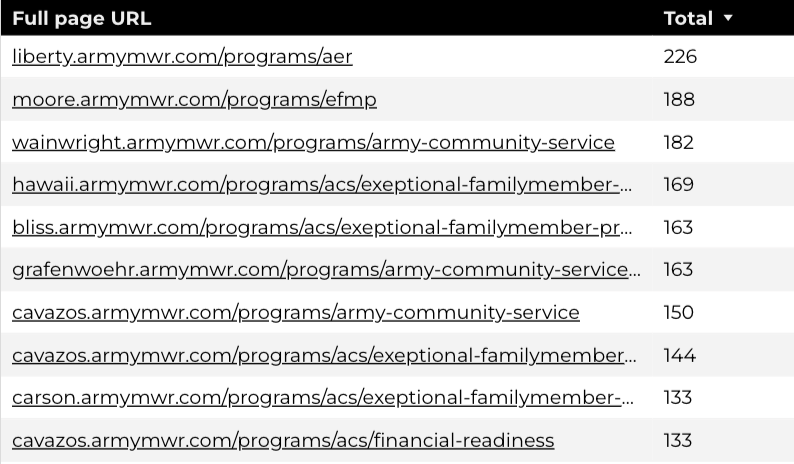 Full page URL Total ▼
liberty.armymwr.com/programs/aer 226
moore.armymwr.com/programs/efmp 188
wainwright.armymwr.com/programs/army-community-service 182
hawaii.armymwr.com/programs/acs/exeptional-familymember-... 169
bliss.armymwr.com/programs/acs/exeptional-familymember-pr... 163
grafenwoehr.armymwr.com/programs/army-community-service... 163
cavazos.armymwr.com/programs/army-community-service 150
cavazos.armymwr.com/programs/acs/exeptional-familymember... 144
carson.armymwr.com/programs/acs/exeptional-familymember-... 133
cavazos.armymwr.com/programs/acs/financial-readiness 133